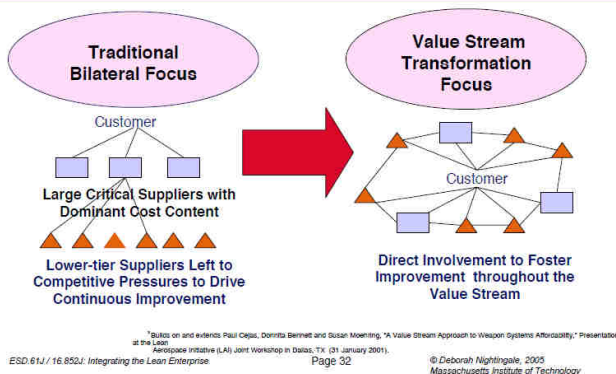 Traditional
Bilateral Focus
Value Stream
Transformation
Focus
Customer
Large Critical Suppliers with
Dominant Cost Content
Lower-tier Suppliers Left to
Competitive Pressures to Drive
Continuous Improvement
Customer
Direct Involvement to Foster
Improvement throughout the
Value Stream
Builds on and extends Paul Cejas, Donnita Bennett and Susan Moehring, "A Value Stream Approach to Weapon Systems Affordability," Presentation
at the Lean
Aerospace Initiative (LAI) Joint Workshop in Dallas, TX (31 January 2001).
ESD.61J / 16.852J: Integrating the Lean Enterprise
Page 32
© Deborah Nightingale, 2005
Massachusetts Institute of Technology